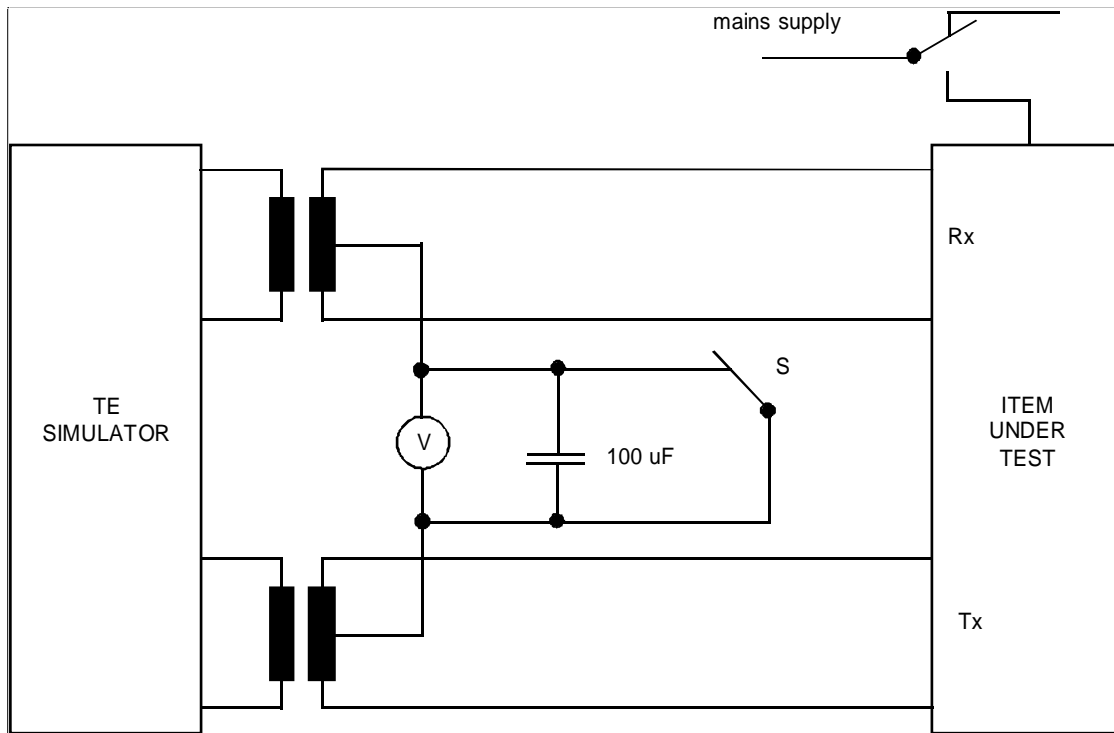 mains supply
Rx
S
TE
SIMULATOR
V
100 uF
ITEM
UNDER
TEST
Tx